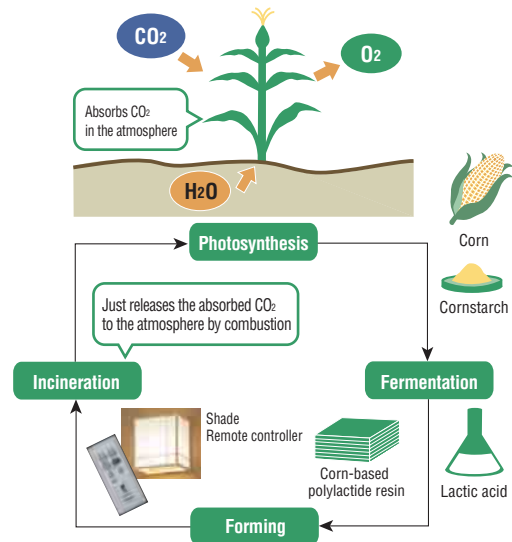 CO2
O2
Absorbs CO2
in the atmosphere
H2O
Photosynthesis
Corn
Cornstarch
Just releases the absorbed CO2
to the atmosphere by combustion
Incineration
Fermentation
Shade
Remote controller
Corn-based
polylactide resin
Lactic acid
Forming